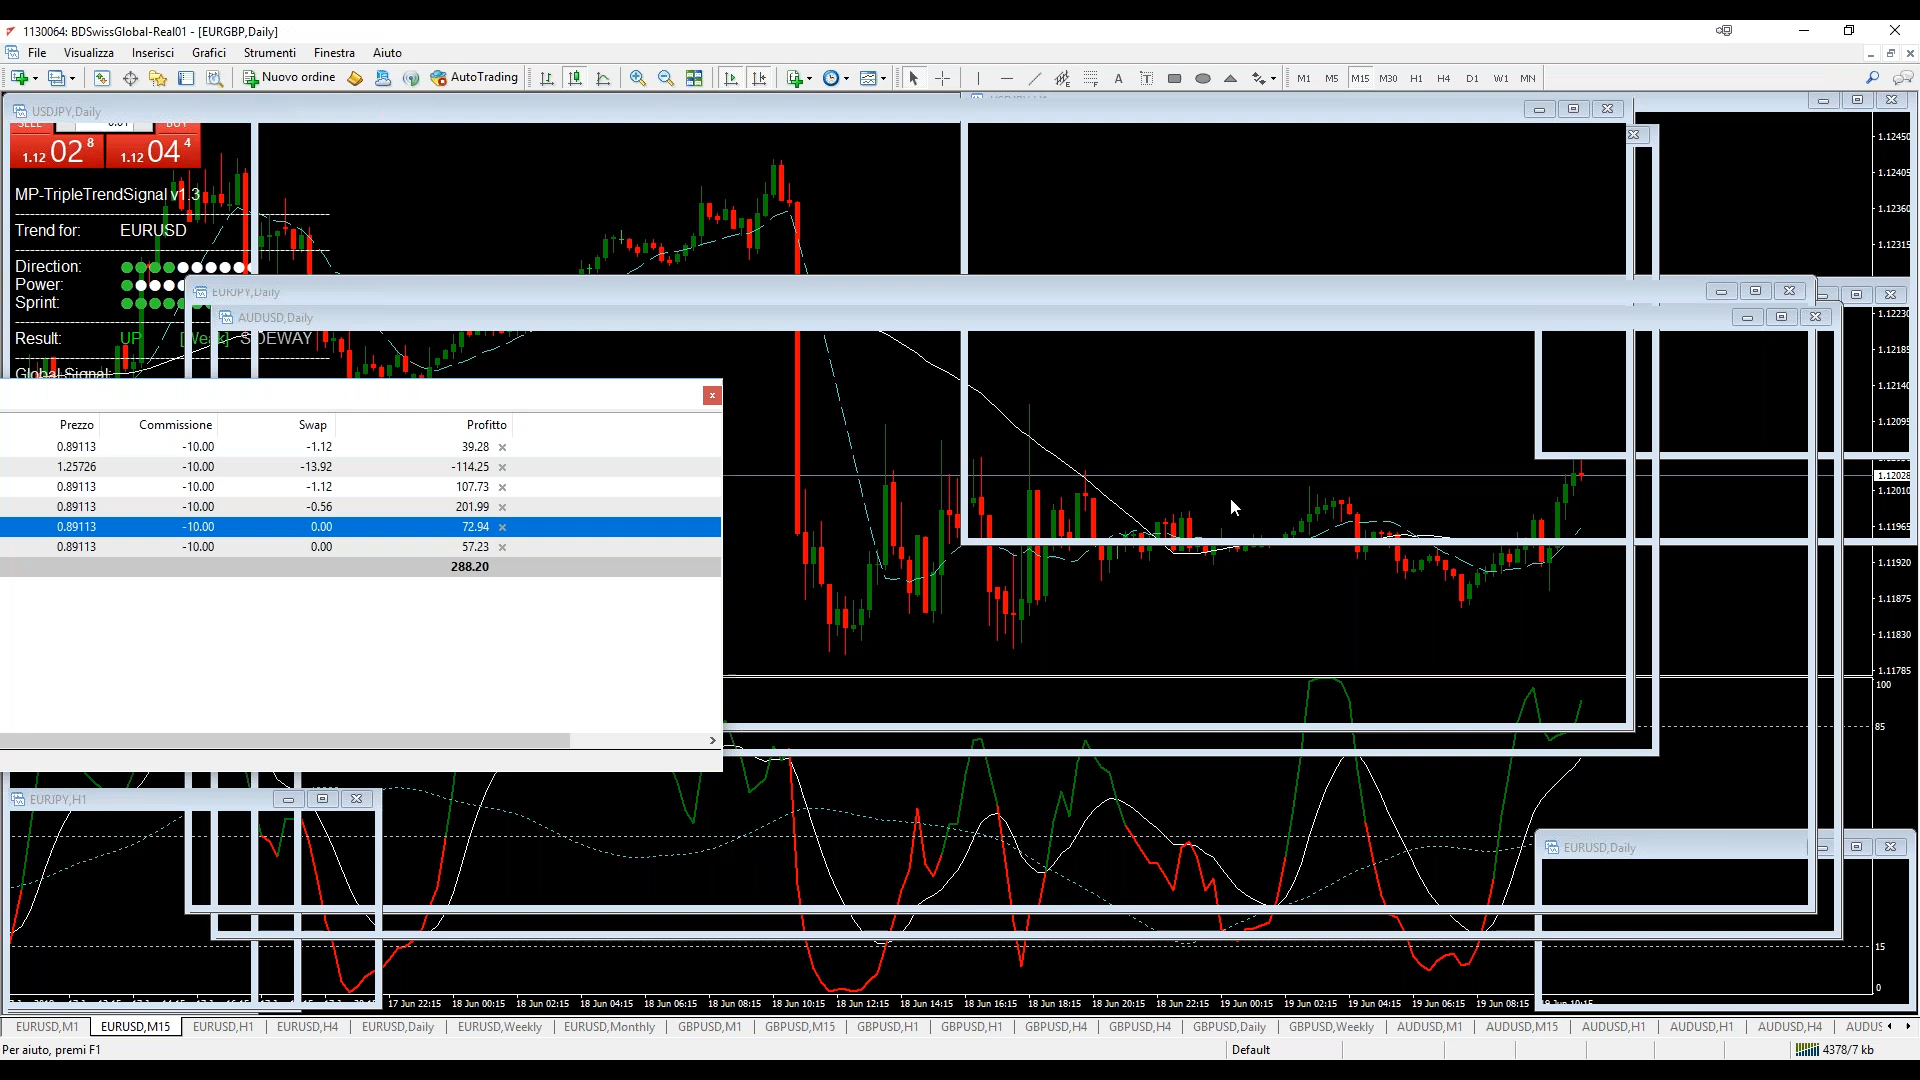 1130064: BDSwissGlobal-Real01 - [EURGBP,Daily]
File Visualizza Inserisci Grafici Strumenti Finestra Aiuto
Nuovo ordine AutoTrading A T M1 M5 M15 M30 H1 H4 D1 W1 MN
USDJPY,Daily
SELL 0.01 BUY
1.12 02 8 1.12 04 4
MP-TripleTrendSignal v1.3
Trend for: EURUSD
Direction:
Power:
Sprint:
Result: UP [Weak] SIDEWAY
Global Signal:
EURJPY,Daily
AUDUSD,Daily
Prezzo Commissione Swap Profitto
0.89113 -10.00 -1.12 39.28
1.25726 -10.00 -13.92 -114.25
0.89113 -10.00 -1.12 107.73
0.89113 -10.00 -0.56 201.99
0.89113 -10.00 0.00 72.94
0.89113 -10.00 0.00 57.23
288.20
1.12450
1.12405
1.12360
1.12315
1.12230
1.12185
1.12140
1.12095
1.12028
1.12010
1.11965
1.11920
1.11875
1.11830
1.11785
100
85
15
0
EURJPY,H1
EURUSD,Daily
17 Jun 22:15 18 Jun 00:15 18 Jun 02:15 18 Jun 04:15 18 Jun 06:15 18 Jun 08:15 18 Jun 10:15 18 Jun 12:15 18 Jun 14:15 18 Jun 16:15 18 Jun 18:15 18 Jun 20:15 18 Jun 22:15 19 Jun 00:15 19 Jun 02:15 19 Jun 04:15 19 Jun 06:15 19 Jun 08:15 19 Jun 10:15
EURUSD,M1 EURUSD,M15 EURUSD,H1 EURUSD,H4 EURUSD,Daily EURUSD,Weekly EURUSD,Monthly GBPUSD,M1 GBPUSD,M15 GBPUSD,H1 GBPUSD,H1 GBPUSD,H4 GBPUSD,H4 GBPUSD,Daily GBPUSD,Weekly AUDUSD,M1 AUDUSD,M15 AUDUSD,H1 AUDUSD,H1 AUDUSD,H4 AUDUS
Per aiuto, premi F1 Default 4378/7 kb